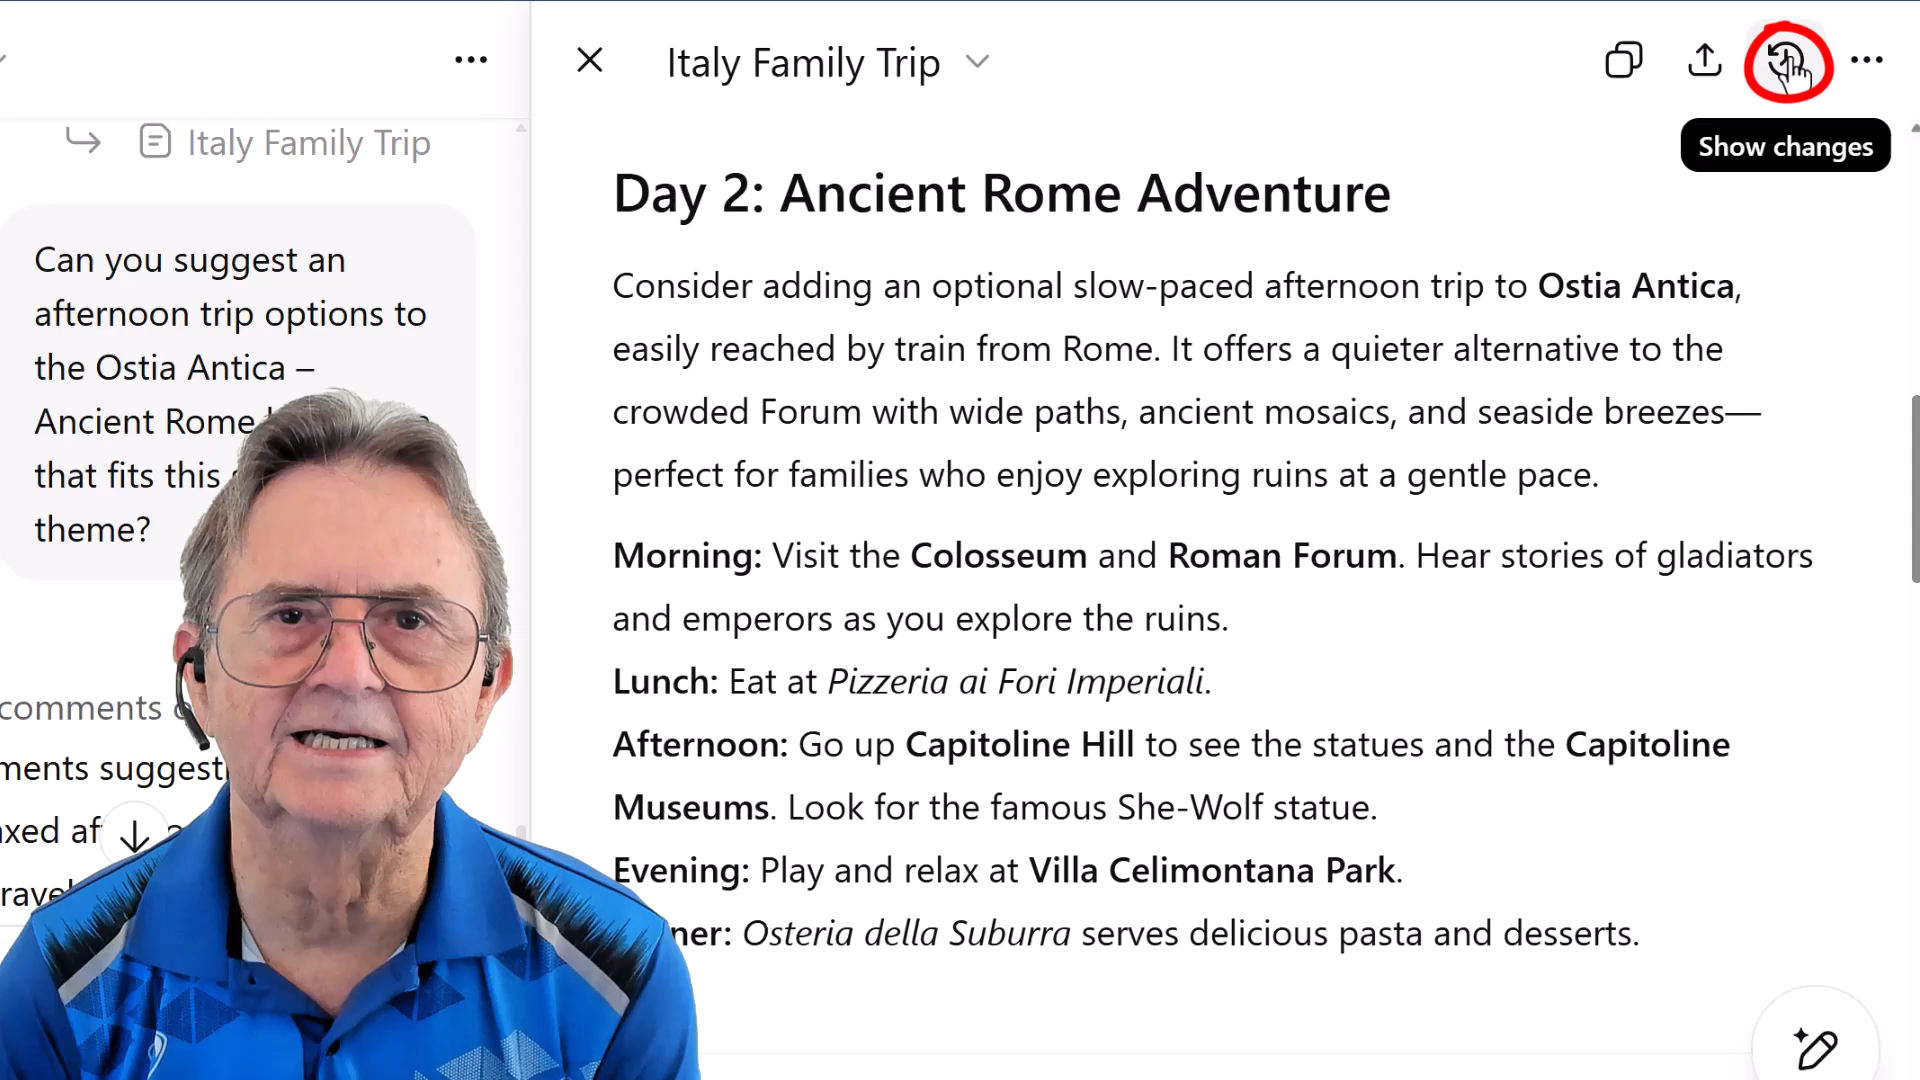 Italy Family Trip
Can you suggest an
afternoon trip options to
the Ostia Antica –
Ancient Rome
that fits this
theme?
comments
ments suggesti
xed af
ravel
Italy Family Trip
Show changes
Day 2: Ancient Rome Adventure
Consider adding an optional slow-paced afternoon trip to Ostia Antica,
easily reached by train from Rome. It offers a quieter alternative to the
crowded Forum with wide paths, ancient mosaics, and seaside breezes—
perfect for families who enjoy exploring ruins at a gentle pace.
Morning: Visit the Colosseum and Roman Forum. Hear stories of gladiators
and emperors as you explore the ruins.
Lunch: Eat at Pizzeria ai Fori Imperiali.
Afternoon: Go up Capitoline Hill to see the statues and the Capitoline
Museums. Look for the famous She-Wolf statue.
Evening: Play and relax at Villa Celimontana Park.
ner: Osteria della Suburra serves delicious pasta and desserts.